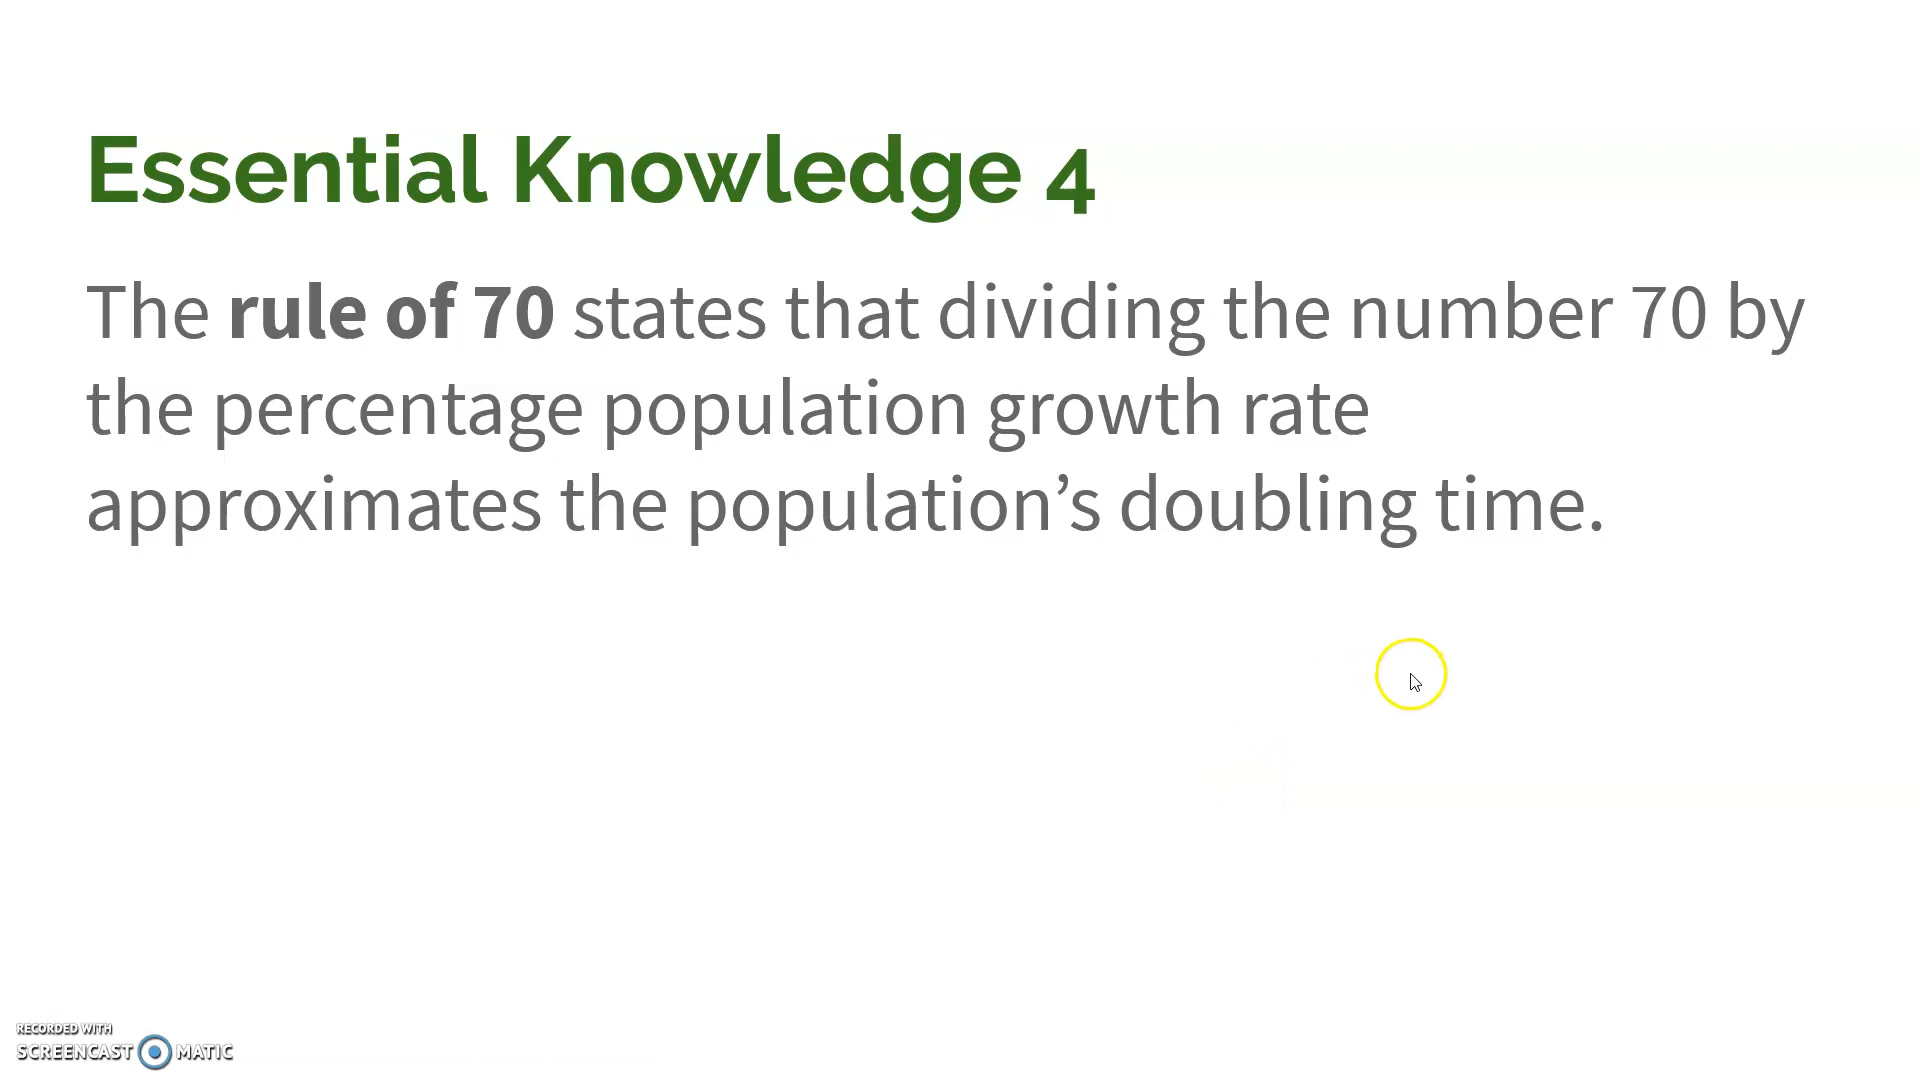 Essential Knowledge 4
The rule of 70 states that dividing the number 70 by
the percentage population growth rate
approximates the population’s doubling time.
RECORDED WITH
SCREENCAST MATIC